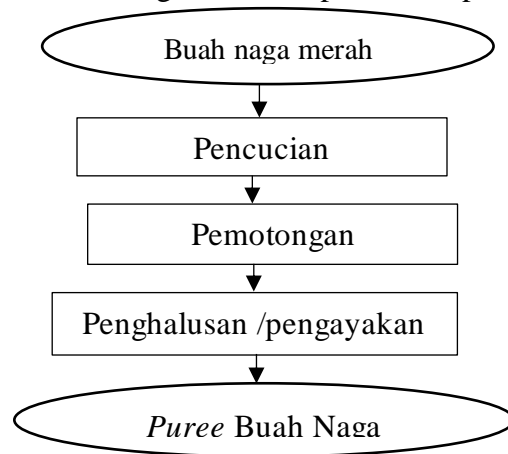 Buah naga merah
Pencucian
Pemotongan
Penghalusan /pengayakan
Puree Buah Naga